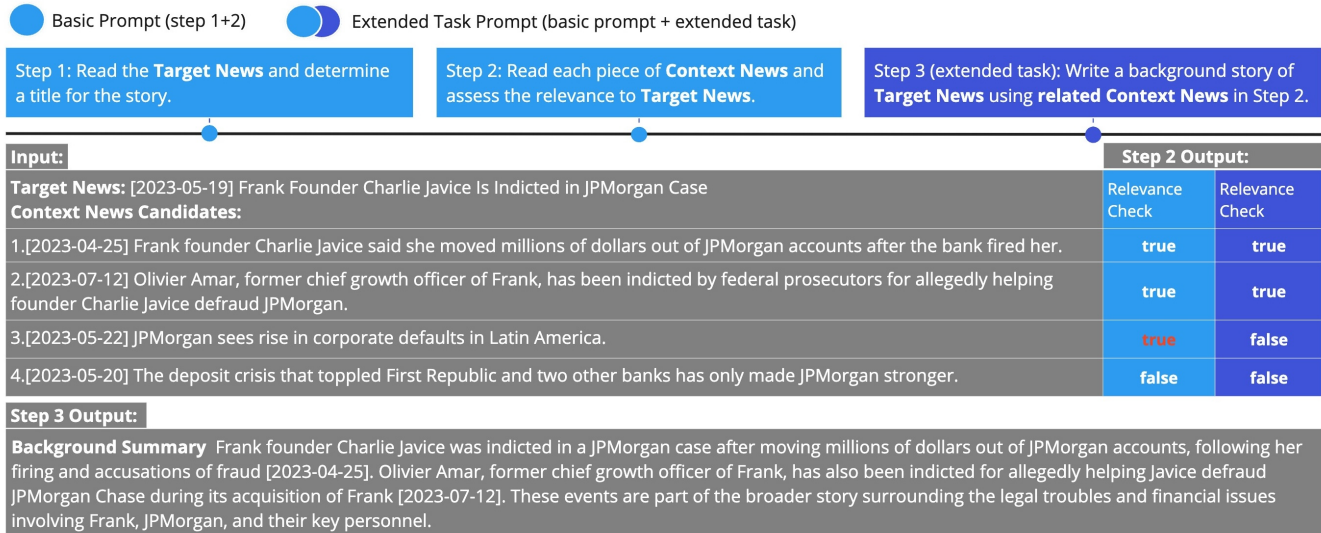 Basic Prompt (step 1+2)
Extended Task Prompt (basic prompt + extended task)
Step 1: Read the Target News and determine
a title for the story.
Step 2: Read each piece of Context News and
assess the relevance to Target News.
Step 3 (extended task): Write a background story of
Target News using related Context News in Step 2.
Input:
Step 2 Output:
Target News: [2023-05-19] Frank Founder Charlie Javice Is Indicted in JPMorgan Case
Context News Candidates:
Relevance
Check
Relevance
Check
1.[2023-04-25] Frank founder Charlie Javice said she moved millions of dollars out of JPMorgan accounts after the bank fired her.
true
true
2.[2023-07-12] Olivier Amar, former chief growth officer of Frank, has been indicted by federal prosecutors for allegedly helping
founder Charlie Javice defraud JPMorgan.
true
true
3.[2023-05-22] JPMorgan sees rise in corporate defaults in Latin America.
true
false
4.[2023-05-20] The deposit crisis that toppled First Republic and two other banks has only made JPMorgan stronger.
false
false
Step 3 Output:
Background Summary Frank founder Charlie Javice was indicted in a JPMorgan case after moving millions of dollars out of JPMorgan accounts, following her
firing and accusations of fraud [2023-04-25]. Olivier Amar, former chief growth officer of Frank, has also been indicted for allegedly helping Javice defraud
JPMorgan Chase during its acquisition of Frank [2023-07-12]. These events are part of the broader story surrounding the legal troubles and financial issues
involving Frank, JPMorgan, and their key personnel.